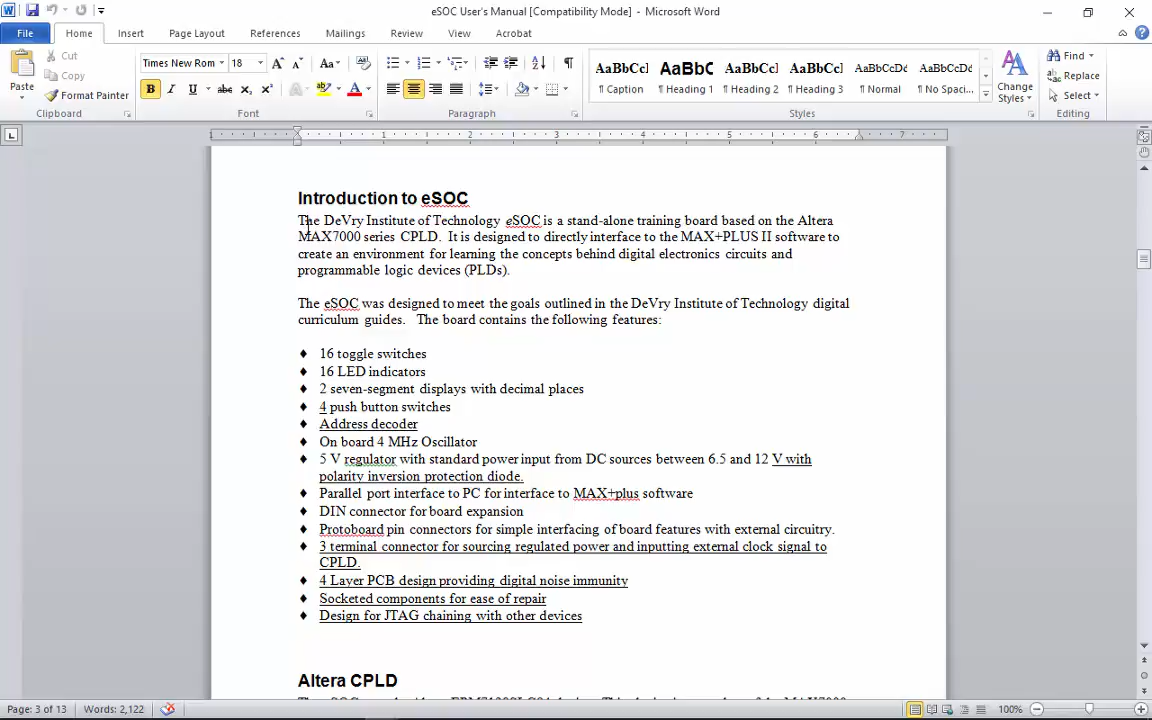 eSOC User's Manual [Compatibility Mode] - Microsoft Word
File Home Insert Page Layout References Mailings Review View Acrobat
Paste
Cut
Copy
Format Painter
Clipboard
Times New Rom 18
Font
Paragraph
AaBbCcl AaBbC AaBbCcl AaBbCcl AaBbCcDd AaBbCcDd
¶ Caption ¶ Heading 1 ¶ Heading 2 ¶ Heading 3 ¶ Normal ¶ No Spaci...
Styles
Change Styles
Find
Replace
Select
Editing
Introduction to eSOC
The DeVry Institute of Technology eSOC is a stand-alone training board based on the Altera
MAX7000 series CPLD. It is designed to directly interface to the MAX+PLUS II software to
create an environment for learning the concepts behind digital electronics circuits and
programmable logic devices (PLDs).
The eSOC was designed to meet the goals outlined in the DeVry Institute of Technology digital
curriculum guides. The board contains the following features:
♦ 16 toggle switches
♦ 16 LED indicators
♦ 2 seven-segment displays with decimal places
♦ 4 push button switches
♦ Address decoder
♦ On board 4 MHz Oscillator
♦ 5 V regulator with standard power input from DC sources between 6.5 and 12 V with
polarity inversion protection diode.
♦ Parallel port interface to PC for interface to MAX+plus software
♦ DIN connector for board expansion
♦ Protoboard pin connectors for simple interfacing of board features with external circuitry.
♦ 3 terminal connector for sourcing regulated power and inputting external clock signal to
CPLD.
♦ 4 Layer PCB design providing digital noise immunity
♦ Socketed components for ease of repair
♦ Design for JTAG chaining with other devices
Altera CPLD
Page: 3 of 13 Words: 2,122 100%